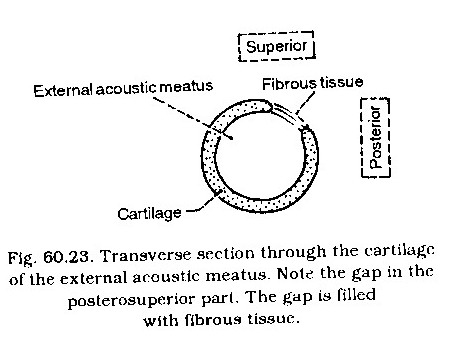 Superior
External acoustic meatus
Fibrous tissue
Posterior
Cartilage
Fig. 60.23. Transverse section through the cartilage
of the external acoustic meatus. Note the gap in the
posterosuperior part. The gap is filled
with fibrous tissue.